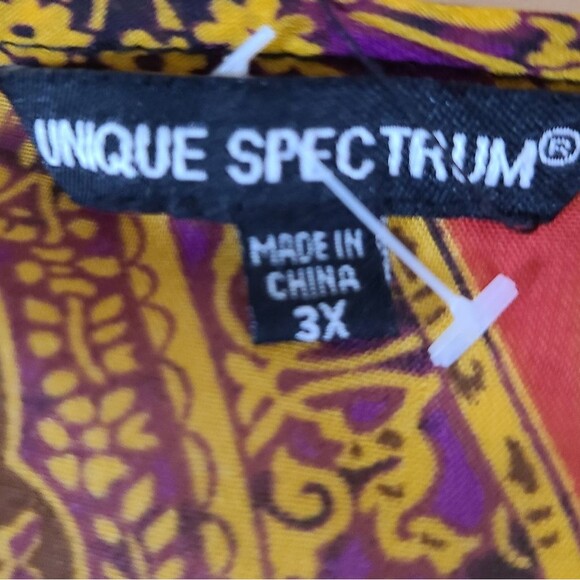 UNIQUE SPECTRUM®
MADE IN
CHINA
3X